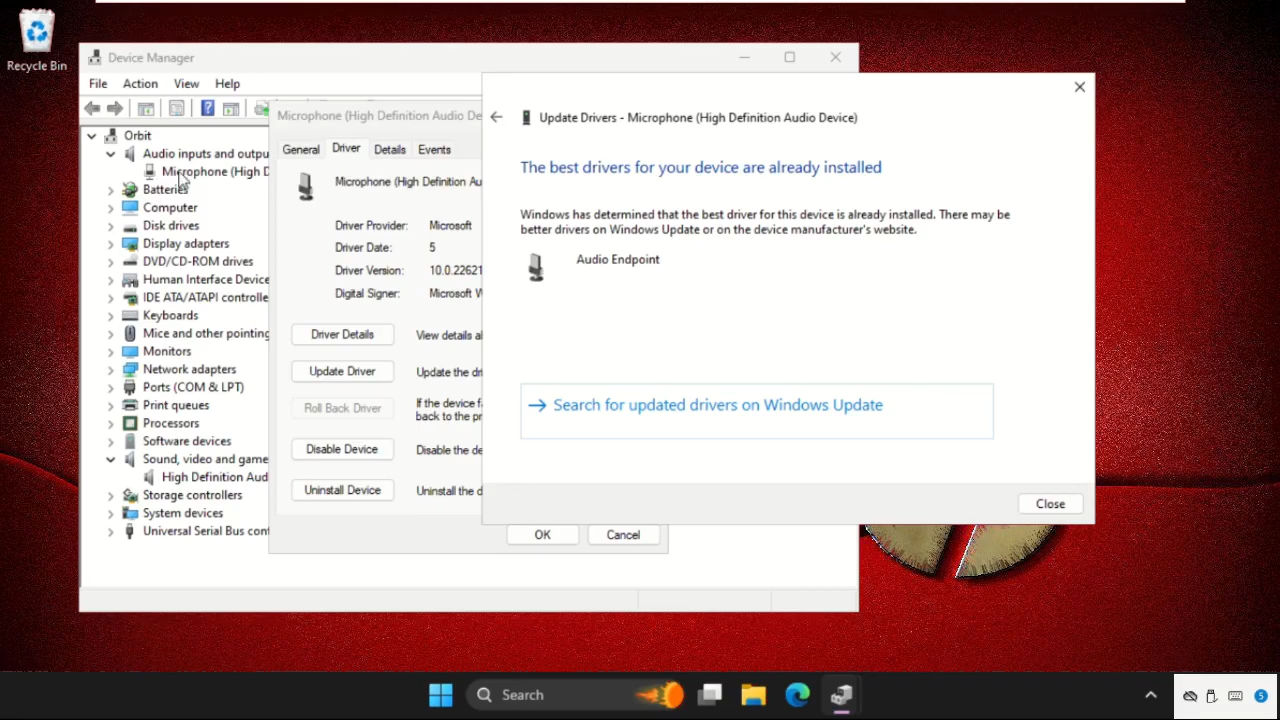 Recycle Bin
Device Manager
File Action View Help
Orbit
Audio inputs and outpu
Microphone (High D
Batteries
Computer
Disk drives
Display adapters
DVD/CD-ROM drives
Human Interface Device
IDE ATA/ATAPI controlle
Keyboards
Mice and other pointing
Monitors
Network adapters
Ports (COM & LPT)
Print queues
Processors
Software devices
Sound, video and game
High Definition Aud
Storage controllers
System devices
Universal Serial Bus cont
Microphone (High Definition Audio De
General Driver Details Events
Microphone (High Definition Au
Driver Provider: Microsoft
Driver Date: 5
Driver Version: 10.0.22621
Digital Signer: Microsoft W
Driver Details View details a
Update Driver Update the dri
Roll Back Driver If the device f
back to the pr
Disable Device Disable the de
Uninstall Device Uninstall the d
OK Cancel
Update Drivers - Microphone (High Definition Audio Device)
The best drivers for your device are already installed
Windows has determined that the best driver for this device is already installed. There may be
better drivers on Windows Update or on the device manufacturer's website.
Audio Endpoint
Search for updated drivers on Windows Update
Close
Search
5